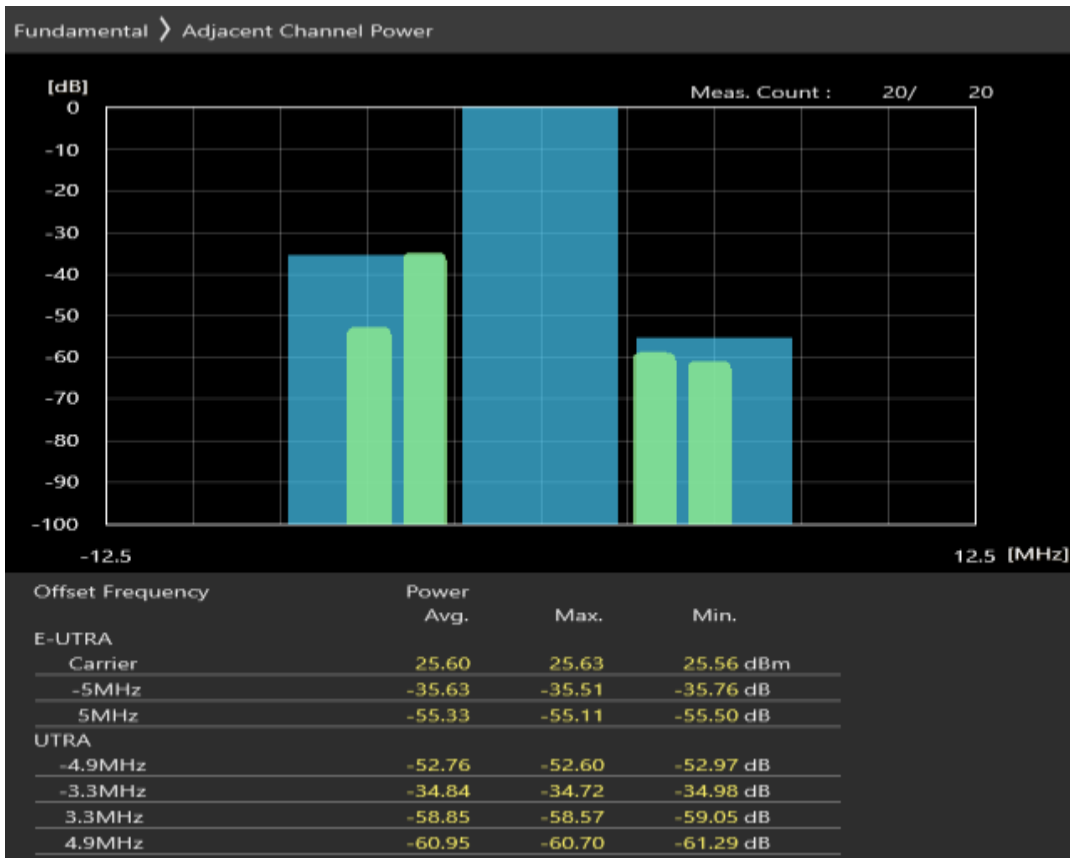 Fundamental ❭ Adjacent Channel Power
[dB]
Meas. Count : 20/ 20
0
-10
-20
-30
-40
-50
-60
-70
-80
-90
-100
-12.5 12.5 [MHz]
Offset Frequency Power
Avg. Max. Min.
E-UTRA
Carrier 25.60 25.63 25.56 dBm
-5MHz -35.63 -35.51 -35.76 dB
5MHz -55.33 -55.11 -55.50 dB
UTRA
-4.9MHz -52.76 -52.60 -52.97 dB
-3.3MHz -34.84 -34.72 -34.98 dB
3.3MHz -58.85 -58.57 -59.05 dB
4.9MHz -60.95 -60.70 -61.29 dB